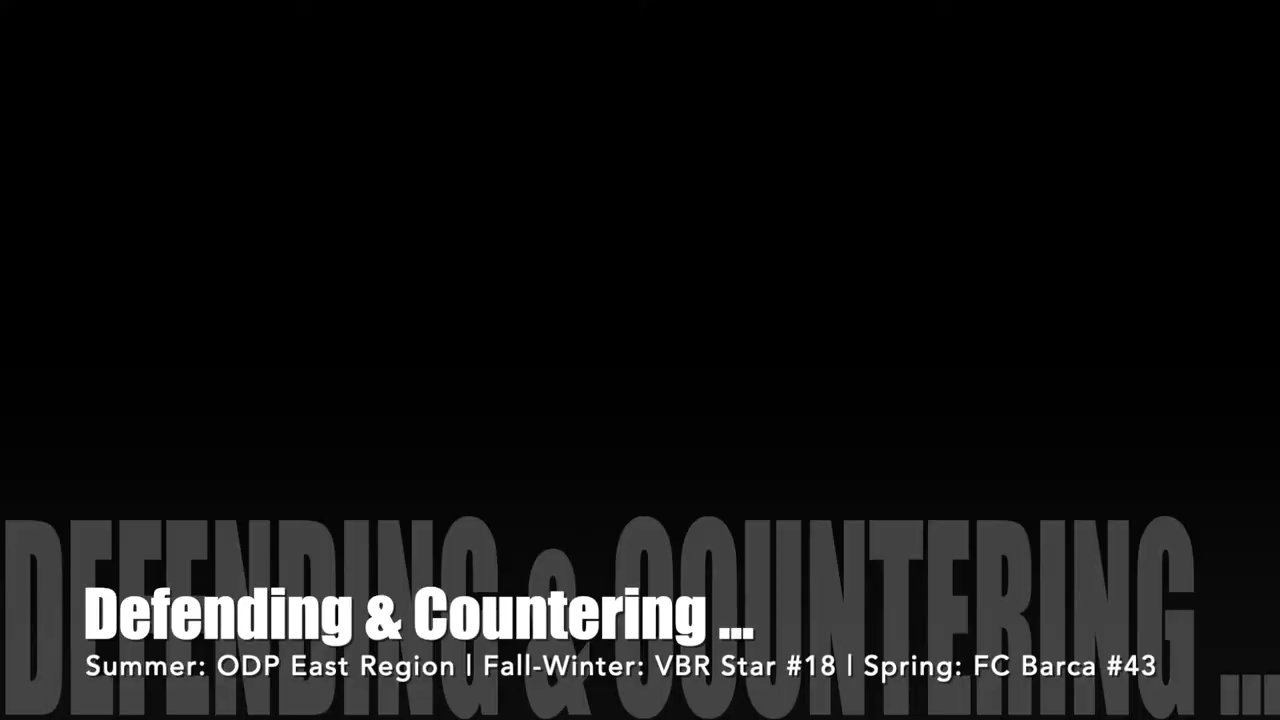 DEFENDING & COUNTERING ...
Defending & Countering ...
Summer: ODP East Region | Fall-Winter: VBR Star #18 | Spring: FC Barca #43